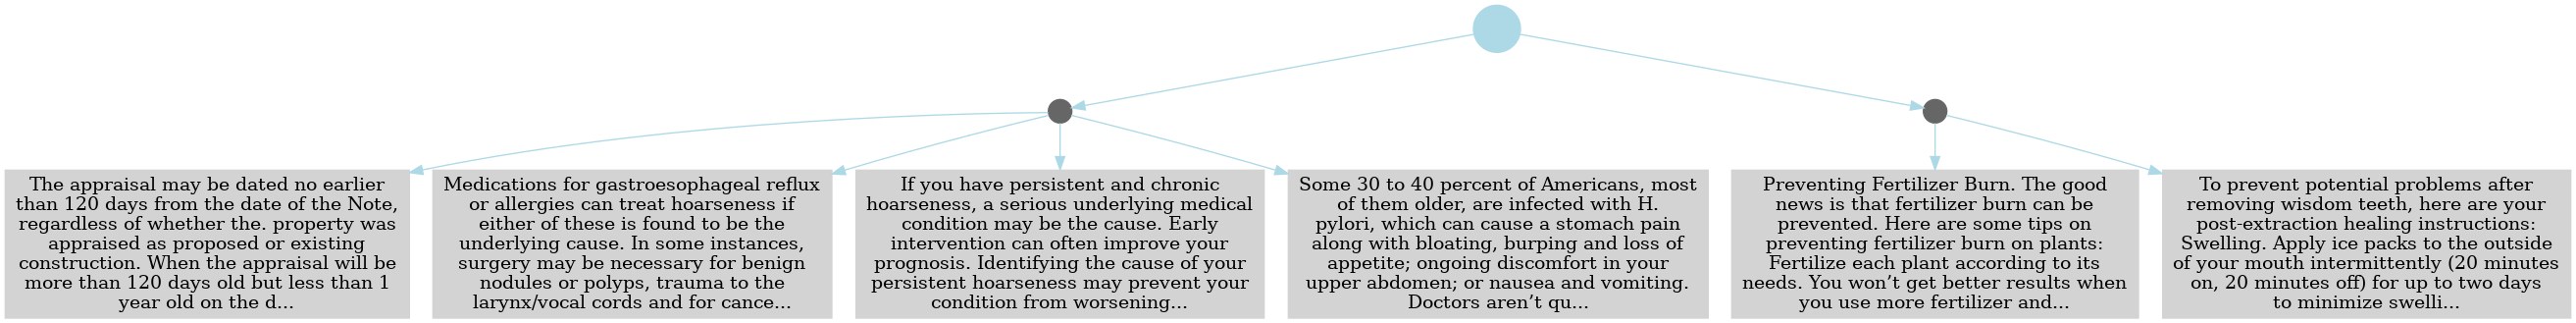 The appraisal may be dated no earlier
than 120 days from the date of the Note,
regardless of whether the. property was
appraised as proposed or existing
construction. When the appraisal will be
more than 120 days old but less than 1
year old on the d...
Medications for gastroesophageal reflux
or allergies can treat hoarseness if
either of these is found to be the
underlying cause. In some instances,
surgery may be necessary for benign
nodules or polyps, trauma to the
larynx/vocal cords and for cance...
If you have persistent and chronic
hoarseness, a serious underlying medical
condition may be the cause. Early
intervention can often improve your
prognosis. Identifying the cause of your
persistent hoarseness may prevent your
condition from worsening...
Some 30 to 40 percent of Americans, most
of them older, are infected with H.
pylori, which can cause a stomach pain
along with bloating, burping and loss of
appetite; ongoing discomfort in your
upper abdomen; or nausea and vomiting.
Doctors aren’t qu...
Preventing Fertilizer Burn. The good
news is that fertilizer burn can be
prevented. Here are some tips on
preventing fertilizer burn on plants:
Fertilize each plant according to its
needs. You won’t get better results when
you use more fertilizer and...
To prevent potential problems after
removing wisdom teeth, here are your
post-extraction healing instructions:
Swelling. Apply ice packs to the outside
of your mouth intermittently (20 minutes
on, 20 minutes off) for up to two days
to minimize swelli...